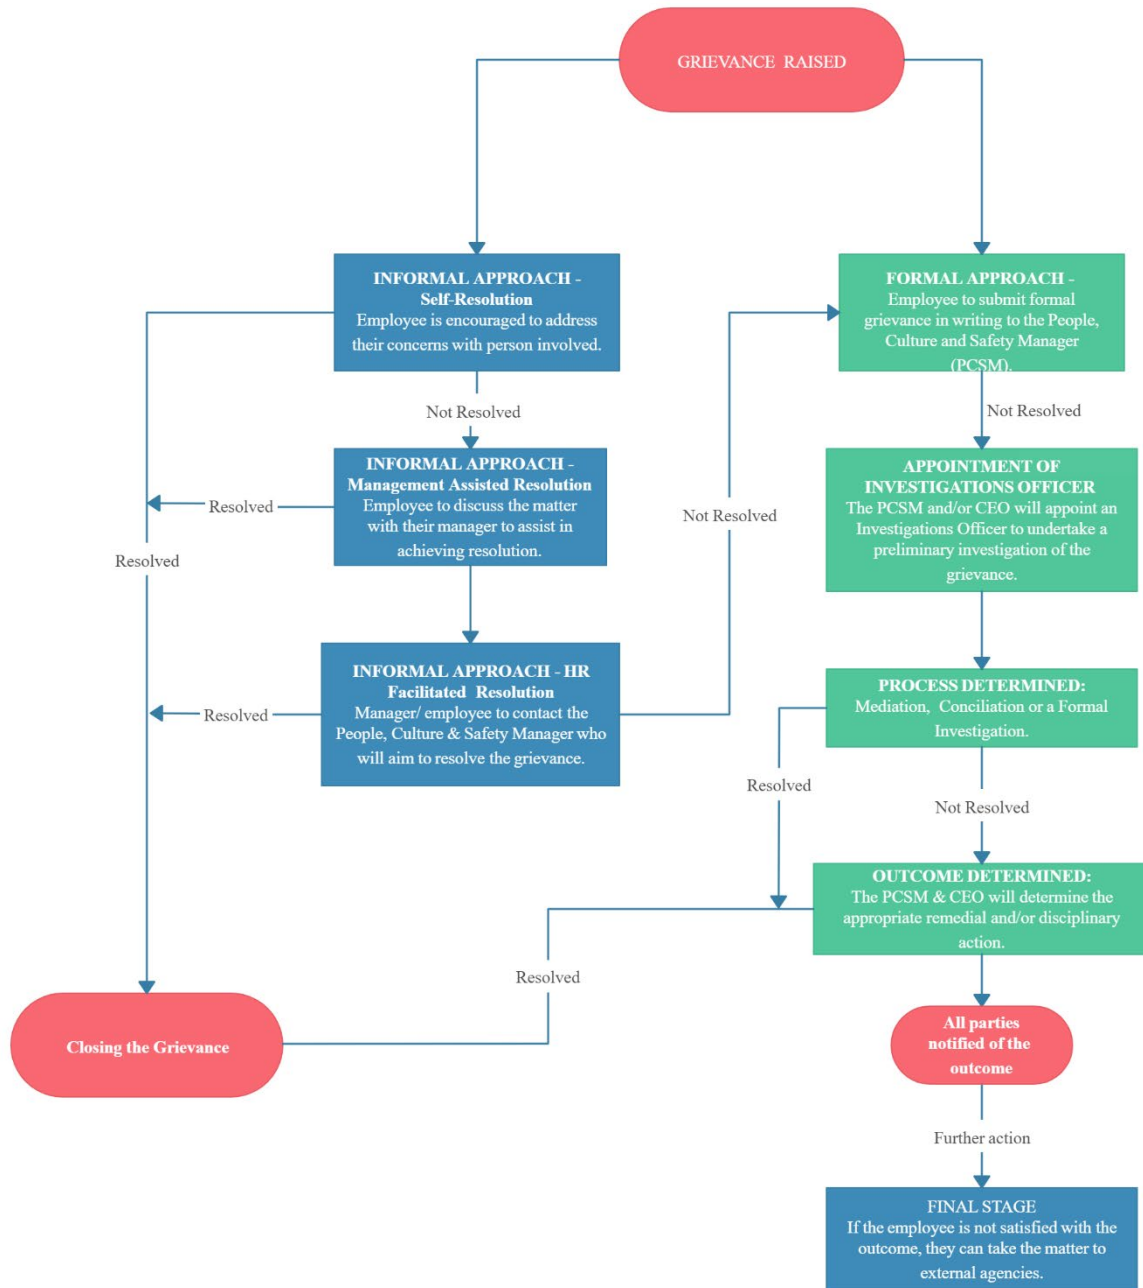 GRIEVANCE RAISED
INFORMAL APPROACH -
Self-Resolution
Employee is encouraged to address
their concerns with person involved.
FORMAL APPROACH -
Employee to submit formal
grievance in writing to the People,
Culture and Safety Manager
(PCSM).
Not Resolved
Not Resolved
INFORMAL APPROACH -
Management Assisted Resolution
Employee to discuss the matter
with their manager to assist in
achieving resolution.
Resolved
Not Resolved
APPOINTMENT OF
INVESTIGATIONS OFFICER
The PCSM and/or CEO will appoint an
Investigations Officer to undertake a
preliminary investigation of the
grievance.
Resolved
INFORMAL APPROACH - HR
Facilitated Resolution
Manager/ employee to contact the
People, Culture & Safety Manager who
will aim to resolve the grievance.
Resolved
PROCESS DETERMINED:
Mediation, Conciliation or a Formal
Investigation.
Resolved
Not Resolved
OUTCOME DETERMINED:
The PCSM & CEO will determine the
appropriate remedial and/or disciplinary
action.
Resolved
Closing the Grievance
All parties
notified of the
outcome
Further action
FINAL STAGE
If the employee is not satisfied with the
outcome, they can take the matter to
external agencies.